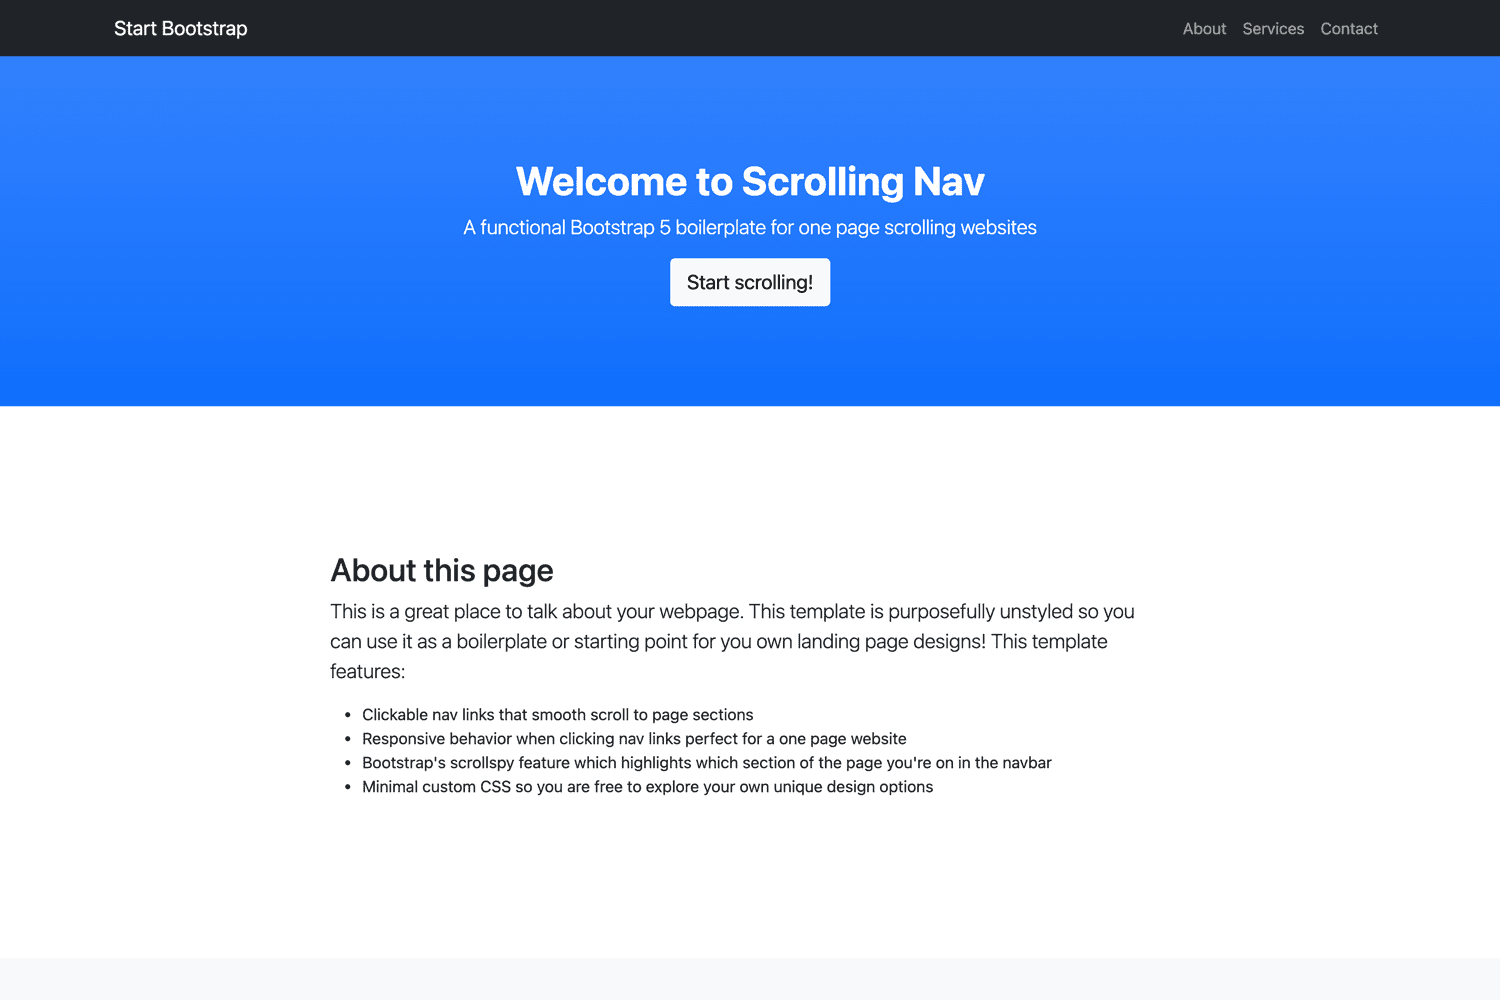 Start Bootstrap
About Services Contact
Welcome to Scrolling Nav
A functional Bootstrap 5 boilerplate for one page scrolling websites
Start scrolling!
About this page
This is a great place to talk about your webpage. This template is purposefully unstyled so you
can use it as a boilerplate or starting point for you own landing page designs! This template
features:
• Clickable nav links that smooth scroll to page sections
• Responsive behavior when clicking nav links perfect for a one page website
• Bootstrap's scrollspy feature which highlights which section of the page you're on in the navbar
• Minimal custom CSS so you are free to explore your own unique design options